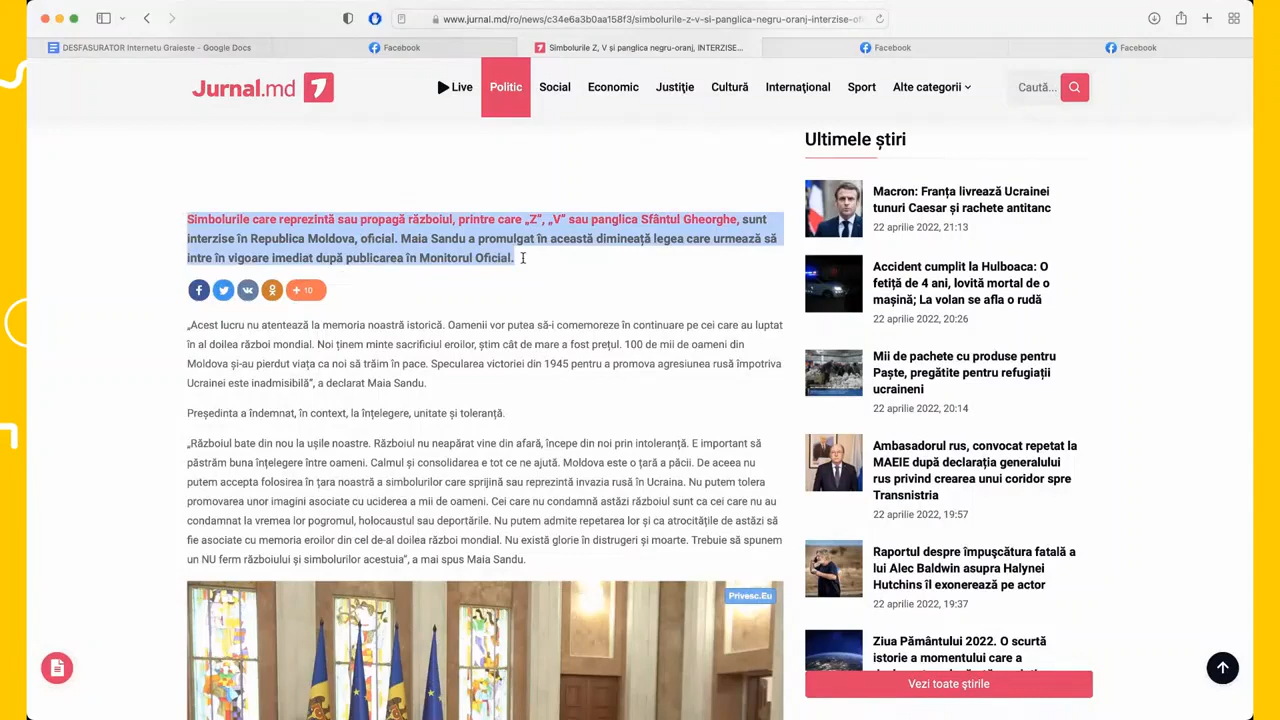 www.jurnal.md/ro/news/c34e6a3b0aa158f3/simbolurile-z-v-si-panglica-negru-oranj-interzise-of
DESFASURATOR Internetu Graieste - Google Docs
Facebook
Simbolurile Z, V și panglica negru-oranj, INTERZISE...
Facebook
Facebook
Jurnal.md
Live
Politic
Social
Economic
Justiţie
Cultură
Internaţional
Sport
Alte categorii
Caută...
Simbolurile care reprezintă sau propagă războiul, printre care „Z”, „V” sau panglica Sfântul Gheorghe, sunt
interzise în Republica Moldova, oficial. Maia Sandu a promulgat în această dimineață legea care urmează să
intre în vigoare imediat după publicarea în Monitorul Oficial.
+ 10
„Acest lucru nu atentează la memoria noastră istorică. Oamenii vor putea să-i comemoreze în continuare pe cei care au luptat
în al doilea război mondial. Noi ținem minte sacrificiul eroilor, știm cât de mare a fost prețul. 100 de mii de oameni din
Moldova și-au pierdut viața ca noi să trăim în pace. Specularea victoriei din 1945 pentru a promova agresiunea rusă împotriva
Ucrainei este inadmisibilă”, a declarat Maia Sandu.
Președinta a îndemnat, în context, la înțelegere, unitate și toleranță.
„Războiul bate din nou la ușile noastre. Războiul nu neapărat vine din afară, începe din noi prin intoleranță. E important să
păstrăm buna înțelegere între oameni. Calmul și consolidarea e tot ce ne ajută. Moldova este o țară a păcii. De aceea nu
putem accepta folosirea în țara noastră a simbolurilor care sprijină sau reprezintă invazia rusă în Ucraina. Nu putem tolera
promovarea unor imagini asociate cu uciderea a mii de oameni. Cei care nu condamnă astăzi războiul sunt ca cei care nu au
condamnat la vremea lor pogromul, holocaustul sau deportările. Nu putem admite repetarea lor și ca atrocitățile de astăzi să
fie asociate cu memoria eroilor din cel de-al doilea război mondial. Nu există glorie în distrugeri și moarte. Trebuie să spunem
un NU ferm războiului și simbolurilor acestuia”, a mai spus Maia Sandu.
Privesc.Eu
Ultimele știri
Macron: Franța livrează Ucrainei
tunuri Caesar și rachete antitanc
22 aprilie 2022, 21:13
Accident cumplit la Hulboaca: O
fetiță de 4 ani, lovită mortal de o
mașină; La volan se afla o rudă
22 aprilie 2022, 20:26
Mii de pachete cu produse pentru
Paște, pregătite pentru refugiații
ucraineni
22 aprilie 2022, 20:14
Ambasadorul rus, convocat repetat la
MAEIE după declarația generalului
rus privind crearea unui coridor spre
Transnistria
22 aprilie 2022, 19:57
Raportul despre împușcătura fatală a
lui Alec Baldwin asupra Halynei
Hutchins îl exonerează pe actor
22 aprilie 2022, 19:37
Ziua Pământului 2022. O scurtă
istorie a momentului care a
Vezi toate știrile